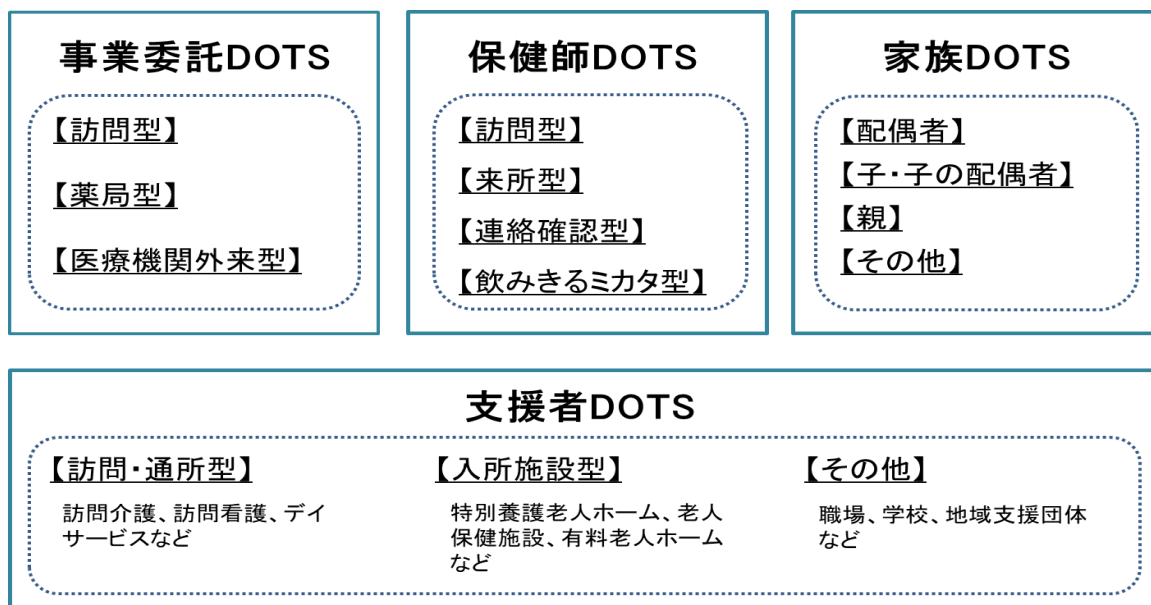 事業委託DOTS
【訪問型】
【薬局型】
【医療機関外来型】
保健師DOTS
【訪問型】
【来所型】
【連絡確認型】
【飲みきるミカタ型】
家族DOTS
【配偶者】
【子・子の配偶者】
【親】
【その他】
支援者DOTS
【訪問・通所型】
訪問介護、訪問看護、デイ
サービスなど
【入所施設型】
特別養護老人ホーム、老人
保健施設、有料老人ホーム
など
【その他】
職場、学校、地域支援団体
など